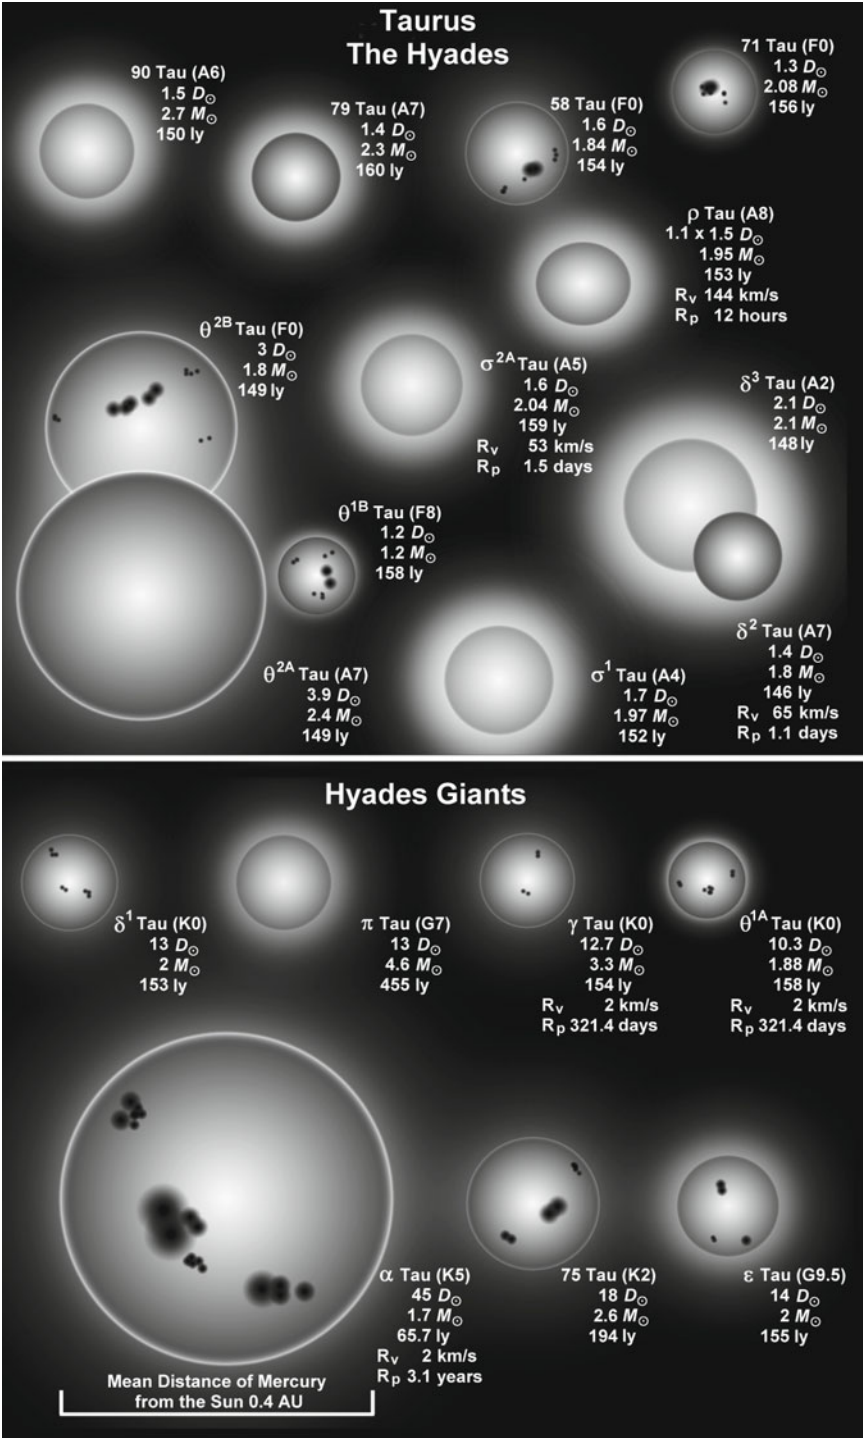 Taurus
The Hyades
90 Tau (A6)
1.5 D☉
2.7 M☉
150 ly
79 Tau (A7)
1.4 D☉
2.3 M☉
160 ly
58 Tau (F0)
1.6 D☉
1.84 M☉
154 ly
71 Tau (F0)
1.3 D☉
2.08 M☉
156 ly
ρ Tau (A8)
1.1 x 1.5 D☉
1.95 M☉
153 ly
Rv 144 km/s
Rp 12 hours
θ2B Tau (F0)
3 D☉
1.8 M☉
149 ly
σ2A Tau (A5)
1.6 D☉
2.04 M☉
159 ly
Rv 53 km/s
Rp 1.5 days
δ3 Tau (A2)
2.1 D☉
2.1 M☉
148 ly
θ1B Tau (F8)
1.2 D☉
1.2 M☉
158 ly
θ2A Tau (A7)
3.9 D☉
2.4 M☉
149 ly
σ1 Tau (A4)
1.7 D☉
1.97 M☉
152 ly
δ2 Tau (A7)
1.4 D☉
1.8 M☉
146 ly
Rv 65 km/s
Rp 1.1 days
Hyades Giants
δ1 Tau (K0)
13 D☉
2 M☉
153 ly
π Tau (G7)
13 D☉
4.6 M☉
455 ly
γ Tau (K0)
12.7 D☉
3.3 M☉
154 ly
Rv 2 km/s
Rp 321.4 days
θ1A Tau (K0)
10.3 D☉
1.88 M☉
158 ly
Rv 2 km/s
Rp 321.4 days
α Tau (K5)
45 D☉
1.7 M☉
65.7 ly
Rv 2 km/s
Rp 3.1 years
75 Tau (K2)
18 D☉
2.6 M☉
194 ly
ε Tau (G9.5)
14 D☉
2 M☉
155 ly
Mean Distance of Mercury
from the Sun 0.4 AU